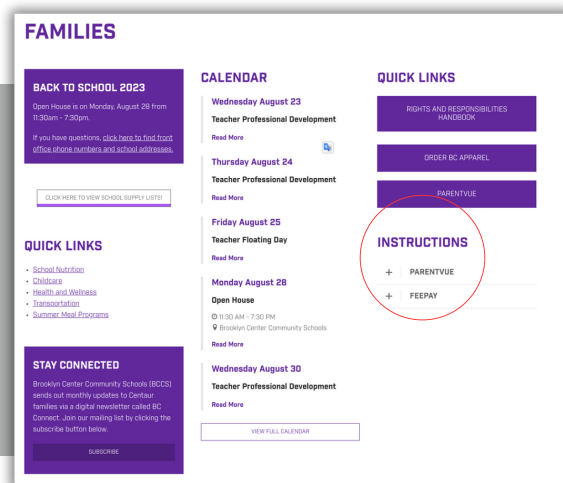 FAMILIES
BACK TO SCHOOL 2023
Open House is on Monday, August 28 from
11:30am - 7:30pm.
If you have questions, click here to find front
office phone numbers and school addresses.
CLICK HERE TO VIEW SCHOOL SUPPLY LISTS!
QUICK LINKS
School Nutrition
Childcare
Health and Wellness
Transportation
Summer Meal Programs
STAY CONNECTED
Brooklyn Center Community Schools (BCCS)
sends out monthly updates to Centaur
families via a digital newsletter called BC
Connect. Join our mailing list by clicking the
subscribe button below.
SUBSCRIBE
CALENDAR
Wednesday August 23
Teacher Professional Development
Read More
Thursday August 24
Teacher Professional Development
Read More
Friday August 25
Teacher Floating Day
Read More
Monday August 28
Open House
11:30 AM - 7:30 PM
Brooklyn Center Community Schools
Read More
Wednesday August 30
Teacher Professional Development
Read More
VIEW FULL CALENDAR
QUICK LINKS
RIGHTS AND RESPONSIBILITIES
HANDBOOK
ORDER BC APPAREL
PARENTVUE
INSTRUCTIONS
+ PARENTVUE
+ FEEPAY